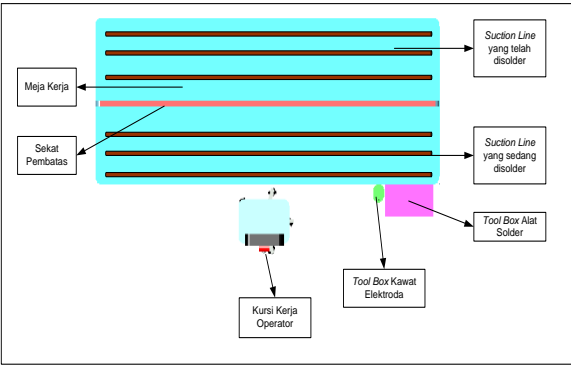 Suction Line
yang telah
disolder
Meja Kerja
Sekat
Pembatas
Suction Line
yang sedang
disolder
Tool Box Alat
Solder
Tool Box Kawat
Elektroda
Kursi Kerja
Operator